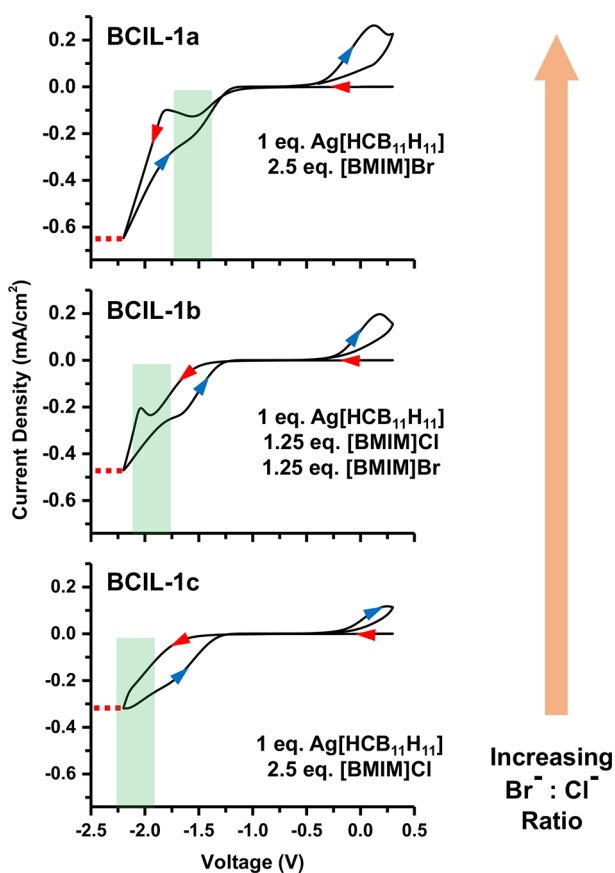 BCIL-1a
0.2
0.0
-0.2
-0.4
-0.6
1 eq. Ag[HCB₁₁H₁₁]
2.5 eq. [BMIM]Br
BCIL-1b
0.2
0.0
-0.2
-0.4
-0.6
1 eq. Ag[HCB₁₁H₁₁]
1.25 eq. [BMIM]Cl
1.25 eq. [BMIM]Br
Current Density (mA/cm²)
BCIL-1c
0.2
0.0
-0.2
-0.4
-0.6
1 eq. Ag[HCB₁₁H₁₁]
2.5 eq. [BMIM]Cl
-2.5 -2.0 -1.5 -1.0 -0.5 0.0 0.5
Voltage (V)
Increasing
Br⁻ : Cl⁻
Ratio